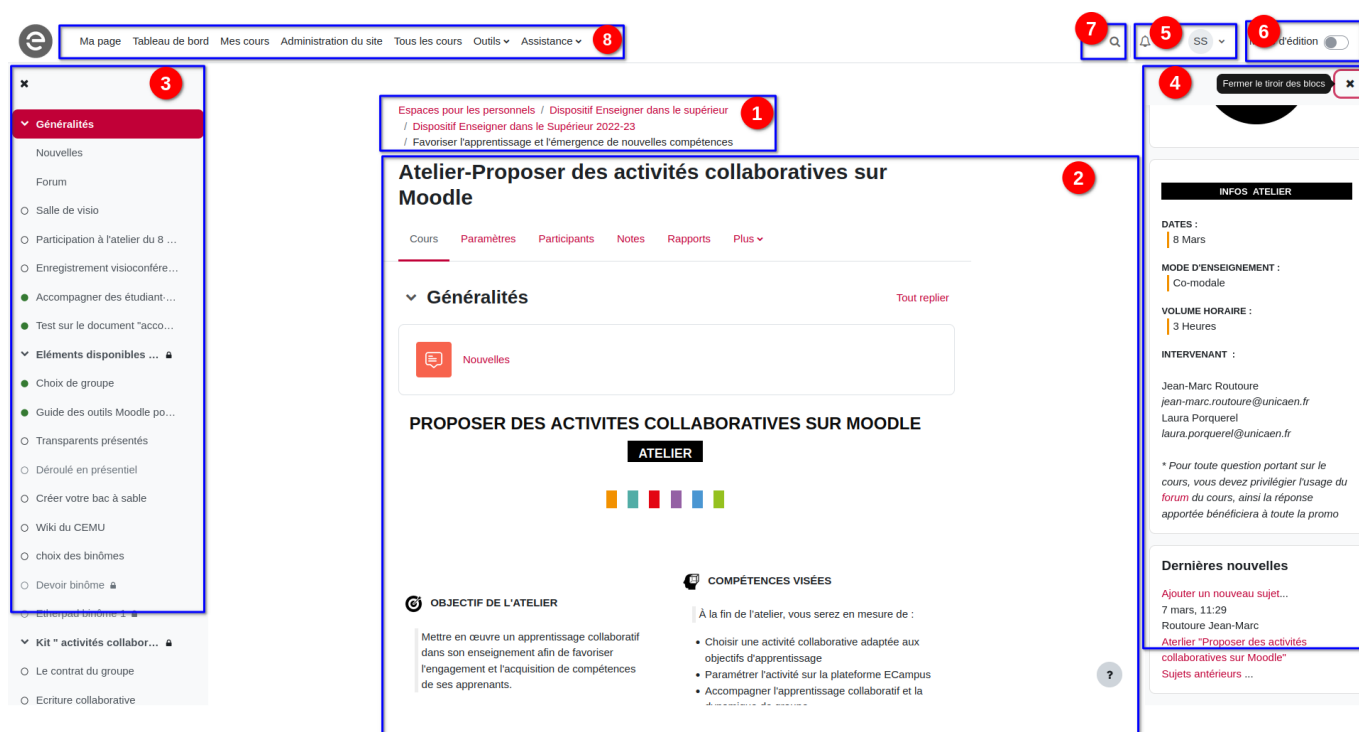 Ma page Tableau de bord Mes cours Administration du site Tous les cours Outils Assistance 8
7
5 SS
6 d'édition
3
Généralités
Nouvelles
Forum
Salle de visio
Participation à l'atelier du 8 ...
Enregistrement visioconfére...
Accompagner des étudiant·...
Test sur le document "acco...
Eléments disponibles ...
Choix de groupe
Guide des outils Moodle po...
Transparents présentés
Déroulé en présentiel
Créer votre bac à sable
Wiki du CEMU
choix des binômes
Devoir binôme
Etherpad binôme 1
Kit " activités collabor...
Le contrat du groupe
Ecriture collaborative
1
Espaces pour les personnels / Dispositif Enseigner dans le supérieur
/ Dispositif Enseigner dans le Supérieur 2022-23
/ Favoriser l'apprentissage et l'émergence de nouvelles compétences
2
Atelier-Proposer des activités collaboratives sur
Moodle
Cours Paramètres Participants Notes Rapports Plus
Généralités Tout replier
Nouvelles
PROPOSER DES ACTIVITES COLLABORATIVES SUR MOODLE
ATELIER
OBJECTIF DE L'ATELIER
Mettre en œuvre un apprentissage collaboratif
dans son enseignement afin de favoriser
l'engagement et l'acquisition de compétences
de ses apprenants.
COMPÉTENCES VISÉES
À la fin de l'atelier, vous serez en mesure de :
• Choisir une activité collaborative adaptée aux
objectifs d'apprentissage
• Paramétrer l'activité sur la plateforme ECampus
• Accompagner l'apprentissage collaboratif et la
?
4 Fermer le tiroir des blocs
INFOS ATELIER
DATES :
8 Mars
MODE D'ENSEIGNEMENT :
Co-modale
VOLUME HORAIRE :
3 Heures
INTERVENANT :
Jean-Marc Routoure
jean-marc.routoure@unicaen.fr
Laura Porquerel
laura.porquerel@unicaen.fr
* Pour toute question portant sur le
cours, vous devez privilégier l'usage du
forum du cours, ainsi la réponse
apportée bénéficiera à toute la promo
Dernières nouvelles
Ajouter un nouveau sujet...
7 mars, 11:29
Routoure Jean-Marc
Aterlier "Proposer des activités
collaboratives sur Moodle"
Sujets antérieurs ...